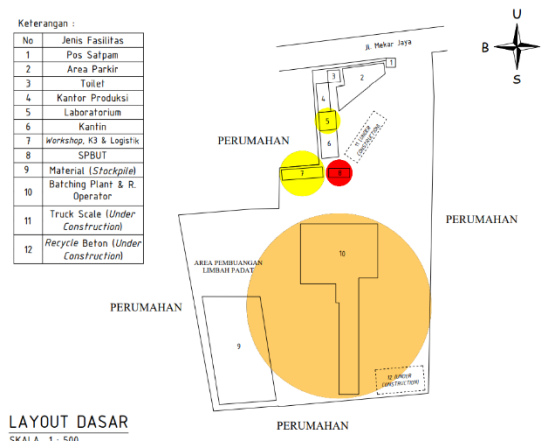 Keterangan :
No Jenis Fasilitas
1 Pos Satpam
2 Area Parkir
3 Toilet
4 Kantor Produksi
5 Laboratorium
6 Kantin
7 Workshop, K3 & Logistik
8 SPBUT
9 Material (Stockpile)
10 Batching Plant & R. Operator
11 Truck Scale (Under Construction)
12 Recycle Beton (Under Construction)
Jl. Mekar Jaya
U
B
S
1
2
3
4
5
6
11 (UNDER
CONSTRUCTION)
PERUMAHAN
7
8
PERUMAHAN
10
AREA PEMBUANGAN
LIMBAH PADAT
PERUMAHAN
9
12 (UNDER
CONSTRUCTION)
PERUMAHAN
LAYOUT DASAR
SKALA 1 : 500